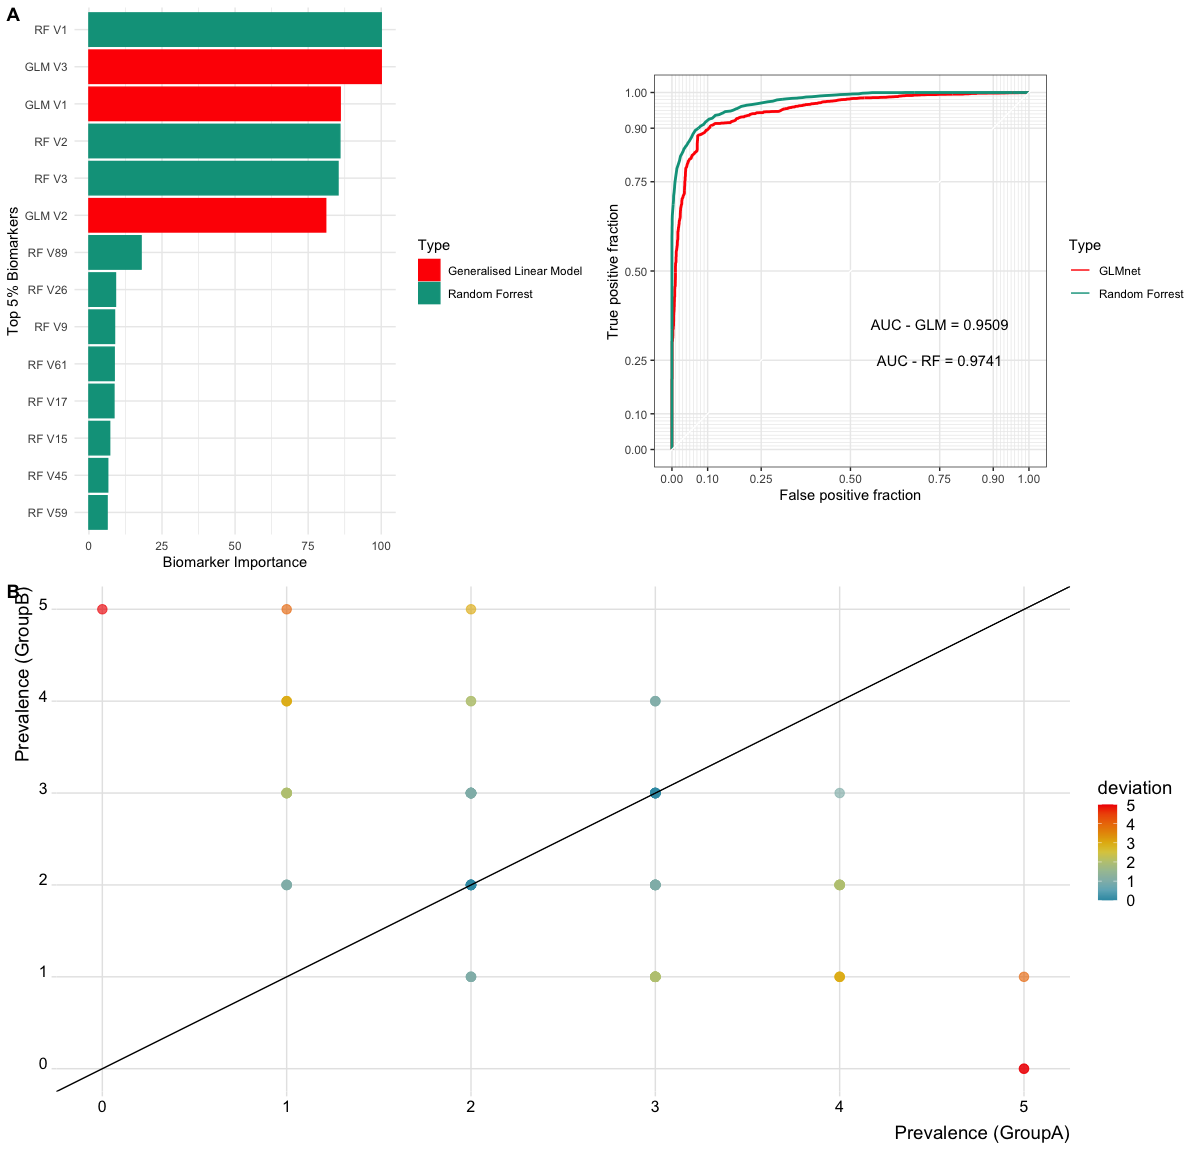 A
Top 5% Biomarkers
RF V1
GLM V3
GLM V1
RF V2
RF V3
GLM V2
RF V89
RF V26
RF V9
RF V61
RF V17
RF V15
RF V45
RF V59
0 25 50 75 100
Biomarker Importance
Type
Generalised Linear Model
Random Forrest
True positive fraction
1.00
0.90
0.75
0.50
0.25
0.10
0.00
AUC - GLM = 0.9509
AUC - RF = 0.9741
0.00 0.10 0.25 0.50 0.75 0.90 1.00
False positive fraction
Type
GLMnet
Random Forrest
B
Prevalence (GroupB)
5
4
3
2
1
0
0 1 2 3 4 5
Prevalence (GroupA)
deviation
5
4
3
2
1
0